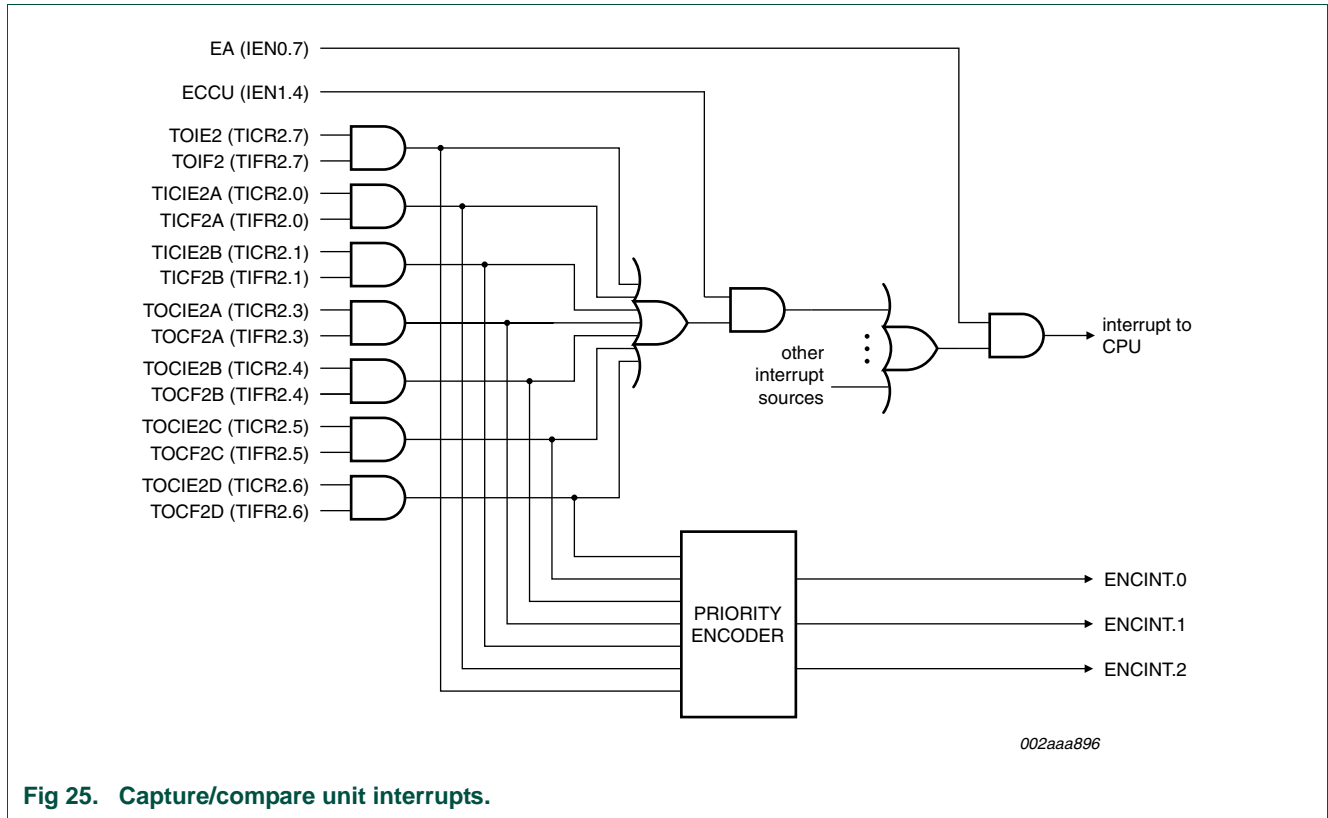 EA (IEN0.7)
ECCU (IEN1.4)
TOIE2 (TICR2.7)
TOIF2 (TIFR2.7)
TICIE2A (TICR2.0)
TICF2A (TIFR2.0)
TICIE2B (TICR2.1)
TICF2B (TIFR2.1)
TOCIE2A (TICR2.3)
TOCF2A (TIFR2.3)
TOCIE2B (TICR2.4)
TOCF2B (TIFR2.4)
TOCIE2C (TICR2.5)
TOCF2C (TIFR2.5)
TOCIE2D (TICR2.6)
TOCF2D (TIFR2.6)
other
interrupt
sources
interrupt to
CPU
PRIORITY
ENCODER
ENCINT.0
ENCINT.1
ENCINT.2
002aaa896
Fig 25. Capture/compare unit interrupts.